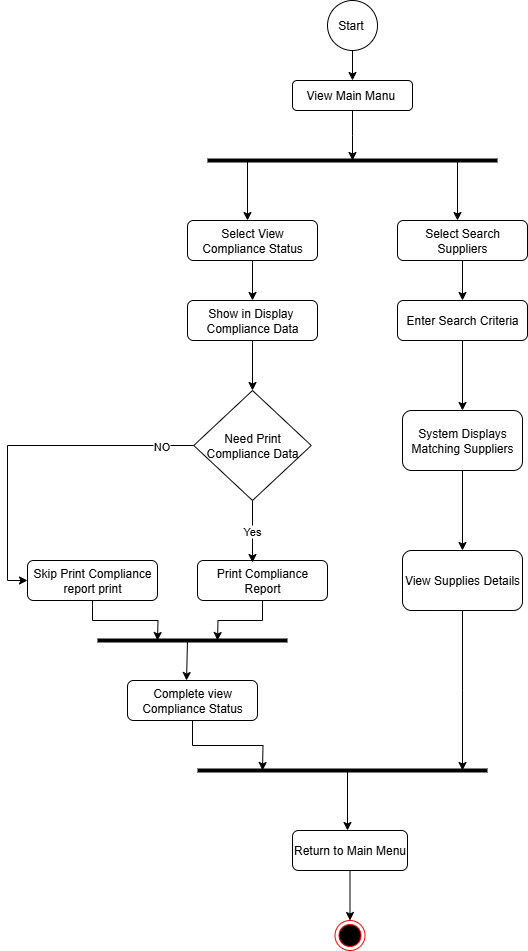 Start
View Main Manu
Select View
Compliance Status
Select Search
Suppliers
Show in Display
Compliance Data
Enter Search Criteria
Need Print
Compliance Data
System Displays
Matching Suppliers
NO
Yes
Skip Print Compliance
report print
Print Compliance
Report
View Supplies Details
Complete view
Compliance Status
Return to Main Menu